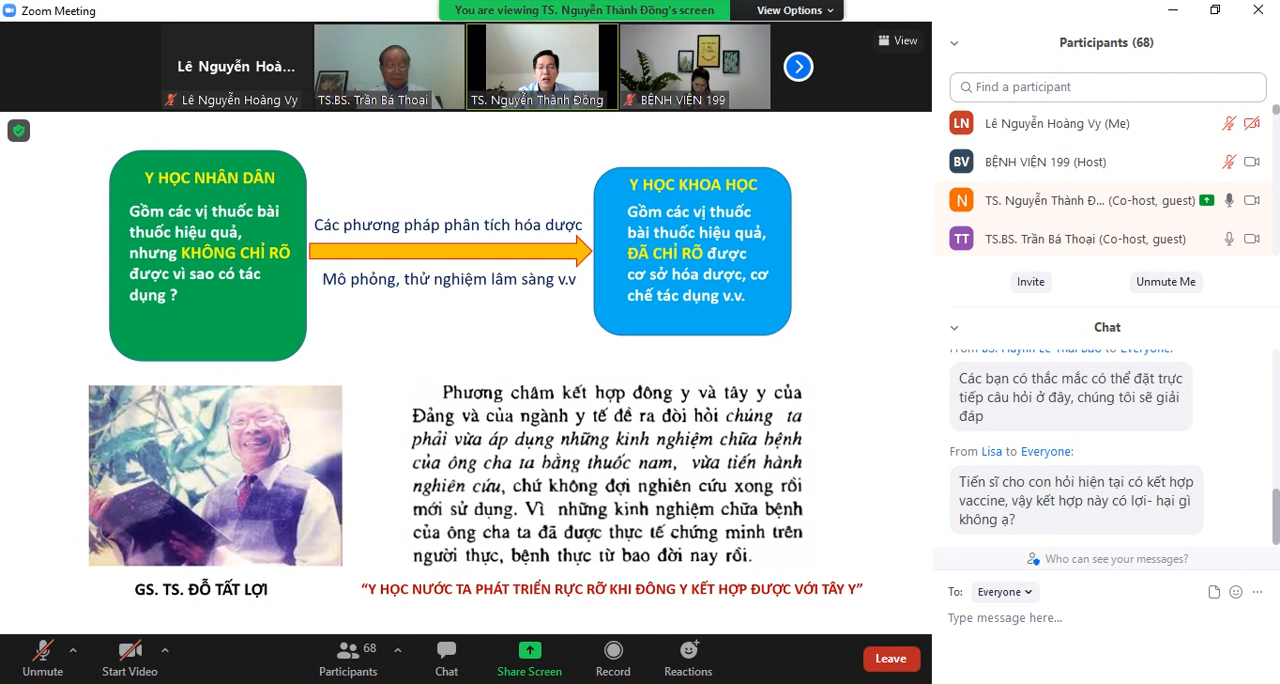 Zoom Meeting
You are viewing TS. Nguyễn Thành Đồng's screen
View Options
Lê Nguyễn Hoà...
Lê Nguyễn Hoàng Vy
TS.BS. Trần Bá Thoại
TS. Nguyễn Thành Đồng
BỆNH VIỆN 199
View
Y HỌC NHÂN DÂN
Gồm các vị thuốc bài
thuốc hiệu quả,
nhưng KHÔNG CHỈ RÕ
được vì sao có tác
dụng ?
Các phương pháp phân tích hóa dược
Mô phỏng, thử nghiệm lâm sàng v.v
Y HỌC KHOA HỌC
Gồm các vị thuốc
bài thuốc hiệu quả,
ĐÃ CHỈ RÕ được
cơ sở hóa dược, cơ
chế tác dụng v.v.
Phương châm kết hợp đông y và tây y của
Đảng và của ngành y tế đề ra đòi hỏi chúng ta
phải vừa áp dụng những kinh nghiệm chữa bệnh
của ông cha ta bằng thuốc nam, vừa tiến hành
nghiên cứu, chứ không đợi nghiên cứu xong rồi
mới sử dụng. Vì những kinh nghiệm chữa bệnh
của ông cha ta đã được thực tế chứng minh trên
người thực, bệnh thực từ bao đời nay rồi.
GS. TS. ĐỖ TẤT LỢI
“Y HỌC NƯỚC TA PHÁT TRIỂN RỰC RỠ KHI ĐÔNG Y KẾT HỢP ĐƯỢC VỚI TÂY Y”
Unmute
Start Video
Participants
68
Chat
Share Screen
Record
Reactions
Leave
Participants (68)
Find a participant
LN Lê Nguyễn Hoàng Vy (Me)
BV BỆNH VIỆN 199 (Host)
N TS. Nguyễn Thành Đ... (Co-host, guest)
TT TS.BS. Trần Bá Thoại (Co-host, guest)
Invite
Unmute Me
Chat
Các bạn có thắc mắc có thể đặt trực
tiếp câu hỏi ở đây, chúng tôi sẽ giải
đáp
From Lisa to Everyone:
Tiến sĩ cho con hỏi hiện tại có kết hợp
vaccine, vậy kết hợp này có lợi- hại gì
không ạ?
Who can see your messages?
To: Everyone
Type message here...